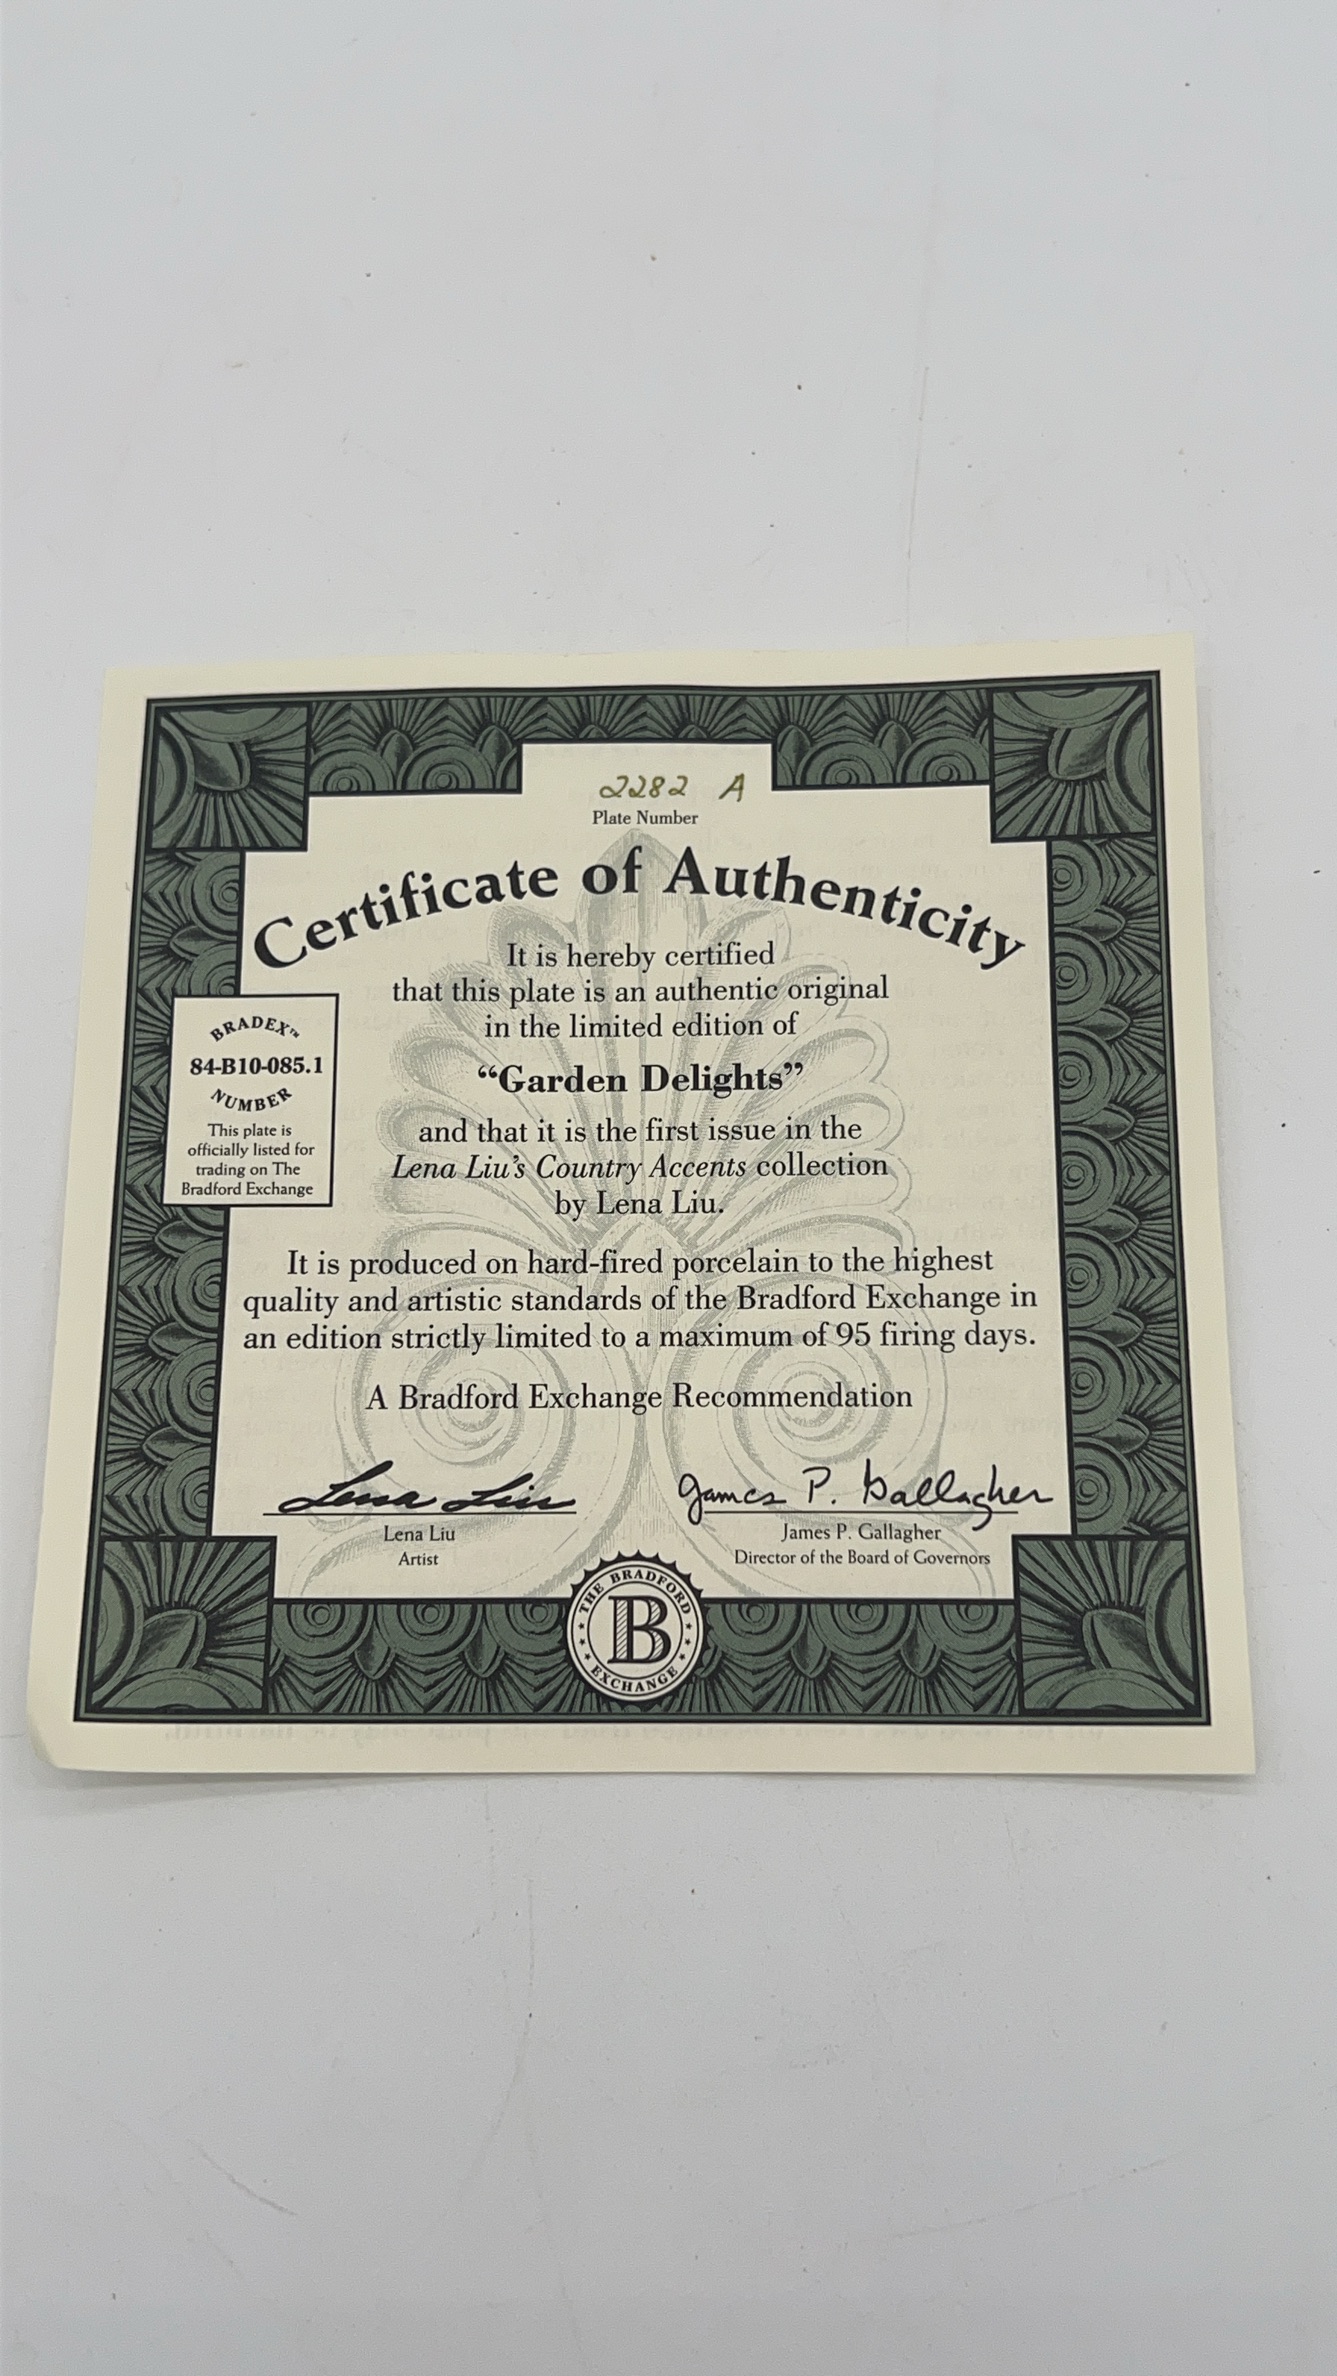 2282 A
Plate Number
Certificate of Authenticity
It is hereby certified
that this plate is an authentic original
in the limited edition of
“Garden Delights”
and that it is the first issue in the
Lena Liu’s Country Accents collection
by Lena Liu.
BRADEX™
84-B10-085.1
NUMBER
This plate is
officially listed for
trading on The
Bradford Exchange
It is produced on hard-fired porcelain to the highest
quality and artistic standards of the Bradford Exchange in
an edition strictly limited to a maximum of 95 firing days.
A Bradford Exchange Recommendation
Lena Liu
Lena Liu
Artist
James P. Gallagher
James P. Gallagher
Director of the Board of Governors
THE BRADFORD
B
EXCHANGE